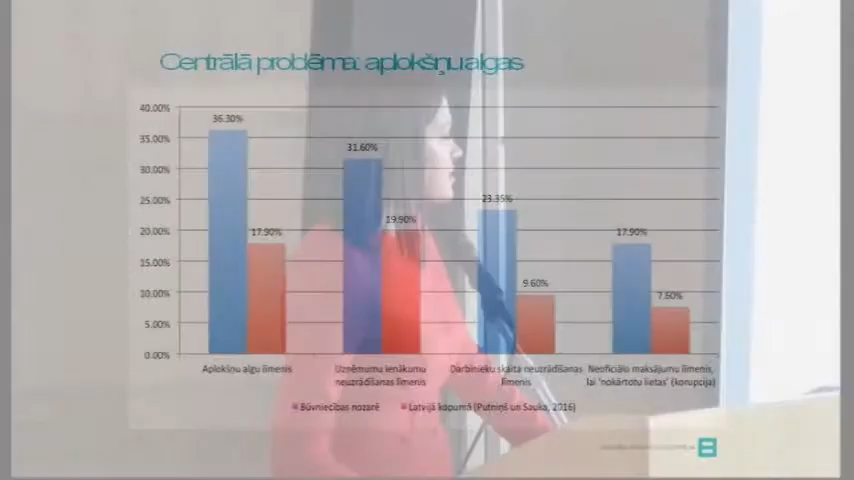 Centrālā problēma: aplokšņu algas
40.00%
35.00%
30.00%
25.00%
20.00%
15.00%
10.00%
5.00%
0.00%
36.30%
17.90%
31.60%
19.90%
23.35%
9.60%
17.90%
7.60%
Aplokšņu algu līmenis
Uzņēmumu ienākumu
neuzrādīšanas līmenis
Darbinieku skaita neuzrādīšanas
līmenis
Neoficiālo maksājumu līmenis,
lai 'nokārtotu lietas' (korupcija)
Būvniecības nozarē
Latvijā kopumā (Putniņš un Sauka, 2016)